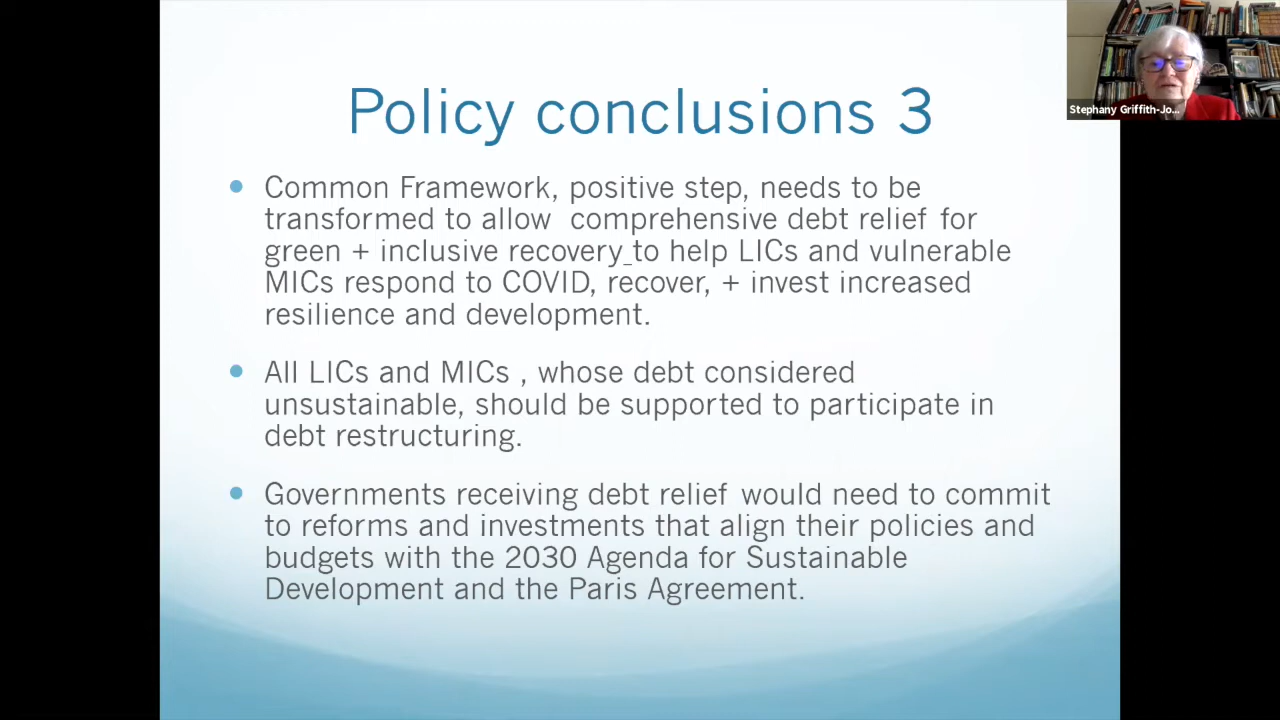 Policy conclusions 3
Stephany Griffith-Jo...
• Common Framework, positive step, needs to be
transformed to allow  comprehensive debt relief for
green + inclusive recovery_to help LICs and vulnerable
MICs respond to COVID, recover, + invest increased
resilience and development.
• All LICs and MICs , whose debt considered
unsustainable, should be supported to participate in
debt restructuring.
• Governments receiving debt relief would need to commit
to reforms and investments that align their policies and
budgets with the 2030 Agenda for Sustainable
Development and the Paris Agreement.